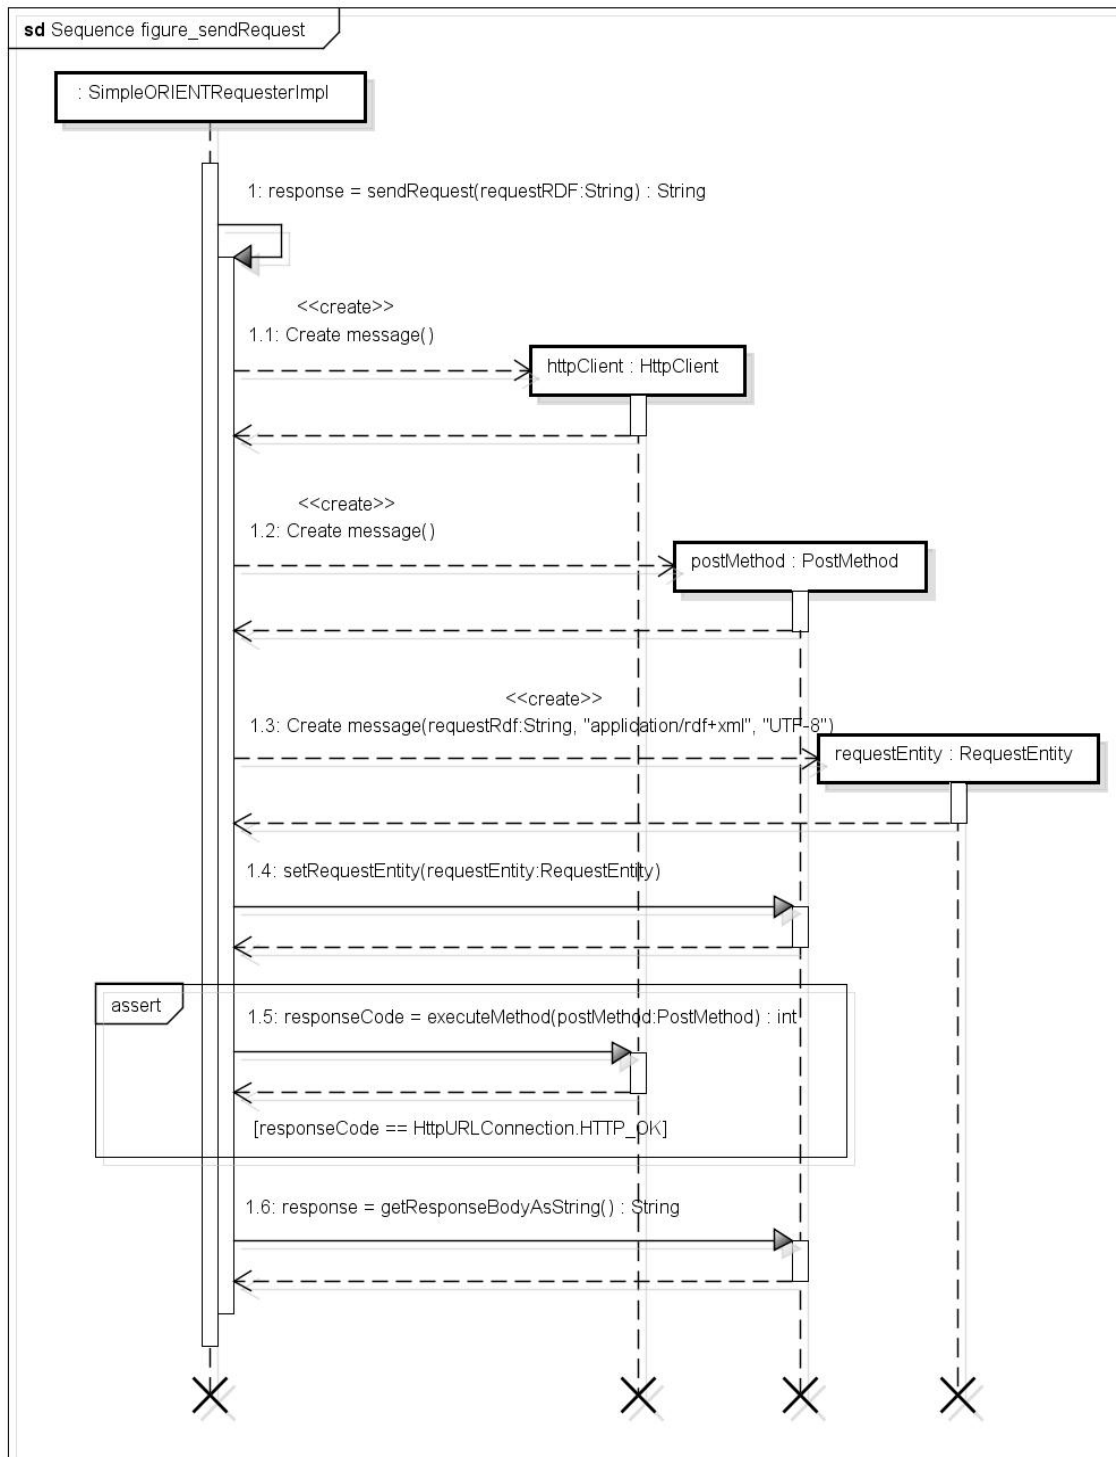 sd Sequence figure_sendRequest
: SimpleORIENTRequesterImpl
1: response = sendRequest(requestRDF:String) : String
<<create>>
1.1: Create message()
httpClient : HttpClient
<<create>>
1.2: Create message()
postMethod : PostMethod
<<create>>
1.3: Create message(requestRdf:String, "application/rdf+xml", "UTF-8")
requestEntity : RequestEntity
1.4: setRequestEntity(requestEntity:RequestEntity)
assert
1.5: responseCode = executeMethod(postMethod:PostMethod) : int
[responseCode == HttpURLConnection.HTTP_OK]
1.6: response = getResponseBodyAsString() : String